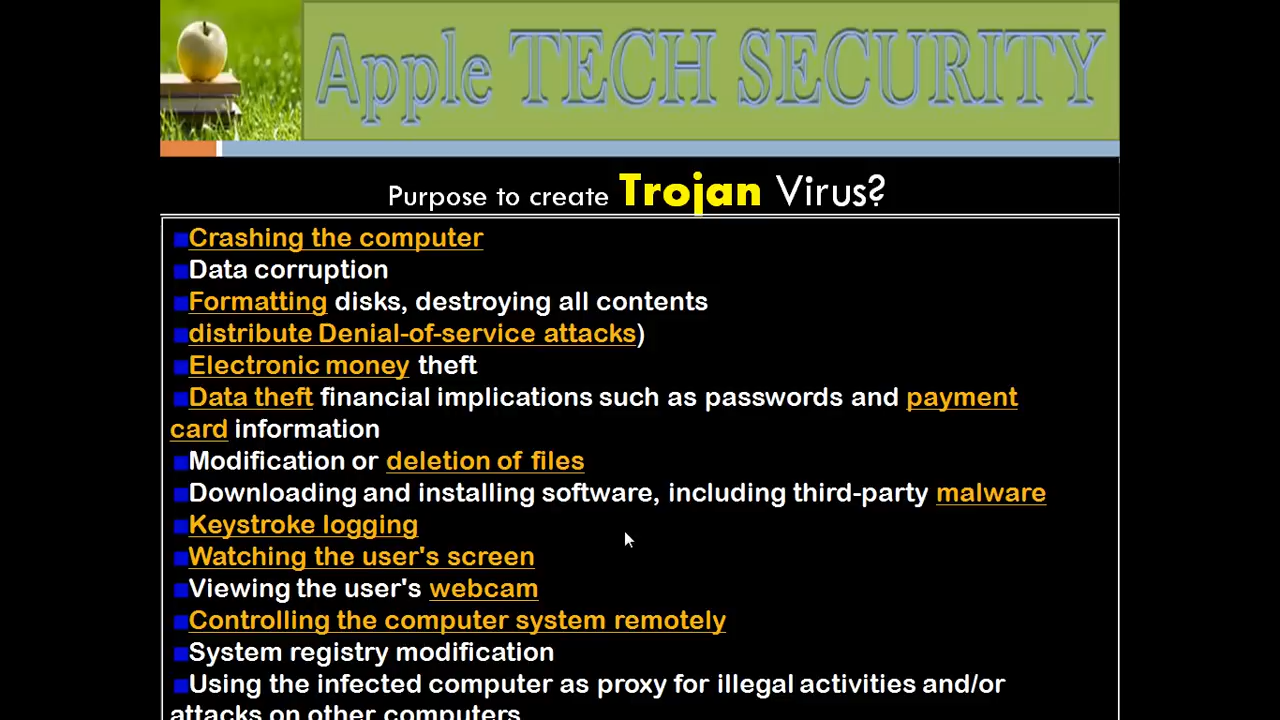 Apple TECH SECURITY
Purpose to create Trojan Virus?
Crashing the computer
Data corruption
Formatting disks, destroying all contents
distribute Denial-of-service attacks)
Electronic money theft
Data theft financial implications such as passwords and payment
card information
Modification or deletion of files
Downloading and installing software, including third-party malware
Keystroke logging
Watching the user's screen
Viewing the user's webcam
Controlling the computer system remotely
System registry modification
Using the infected computer as proxy for illegal activities and/or
attacks on other computers